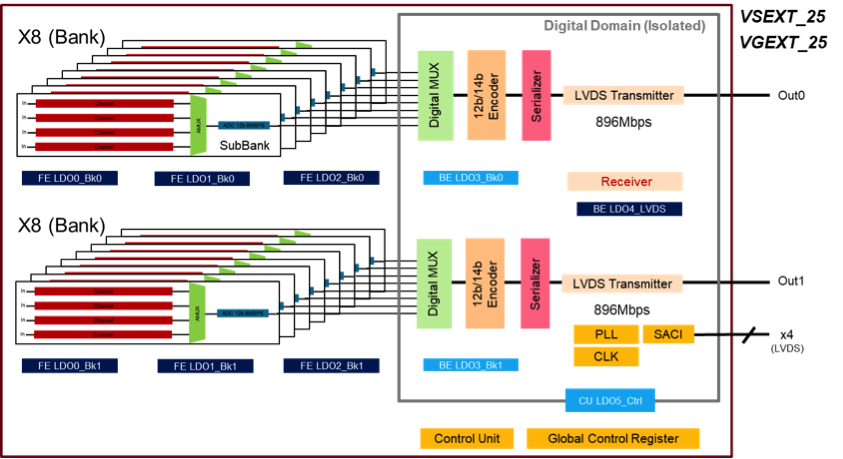 VSEXT_25
VGEXT_25
Digital Domain (Isolated)
X8 (Bank)
In
Channel
In
Channel
In
Channel
In
Channel
AMUX
ADC 12b 8MSPS
SubBank
Digital MUX
12b/14b
Encoder
Serializer
LVDS Transmitter
896Mbps
Out0
FE LDO0_Bk0
FE LDO1_Bk0
FE LDO2_Bk0
BE LDO3_Bk0
Receiver
BE LDO4_LVDS
X8 (Bank)
In
Channel
In
Channel
In
Channel
In
Channel
AMUX
ADC 12b 8MSPS
Digital MUX
12b/14b
Encoder
Serializer
LVDS Transmitter
896Mbps
Out1
PLL
SACI
CLK
x4
(LVDS)
FE LDO0_Bk1
FE LDO1_Bk1
FE LDO2_Bk1
BE LDO3_Bk1
CU LDO5_Ctrl
Control Unit
Global Control Register